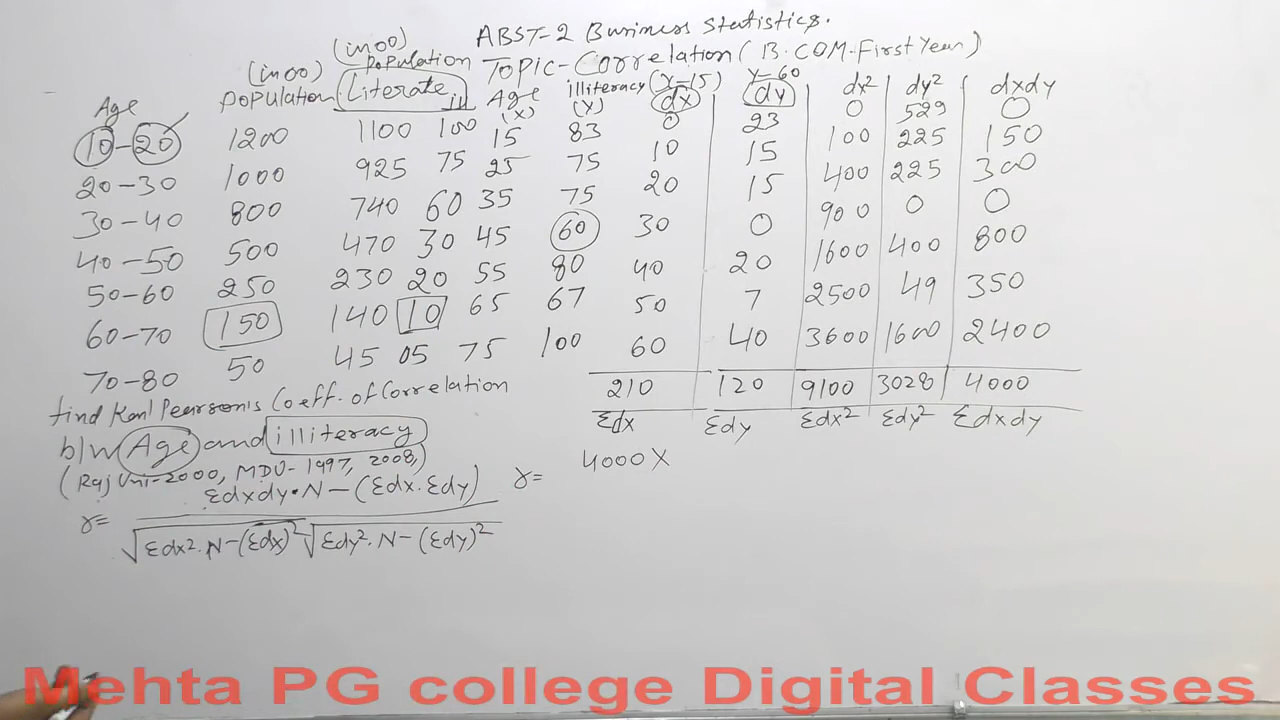 ABST-2 Business Statistics.
Topic-Correlation (B.COM-First Year)
Age (in 00) population (in 00) population Literate ill Age (X) illiteracy (Y) (X-15) dx Y-60 dy dx² dy² dxdy
10-20 1200 1100 100 15 83 0 23 0 529 0
20-30 1000 925 75 25 75 10 15 100 225 150
30-40 800 740 60 35 75 20 15 400 225 300
40-50 500 470 30 45 60 30 0 900 0 0
50-60 250 230 20 55 80 40 20 1600 400 800
60-70 150 140 10 65 67 50 7 2500 49 350
70-80 50 45 05 75 100 60 40 3600 1600 2400
210 120 9100 3028 4000
Σdx Σdy Σdx² Σdy² Σdxdy
find Karl Pearson's Coeff. of Correlation
b/w Age and illiteracy
(Raj Uni-2000, MDU-1997, 2008,)
r= Σdxdy•N-(Σdx.Σdy) / √Σdx².N-(Σdx)² √Σdy².N-(Σdy)²
r= 4000 X
Mehta PG college Digital Classes